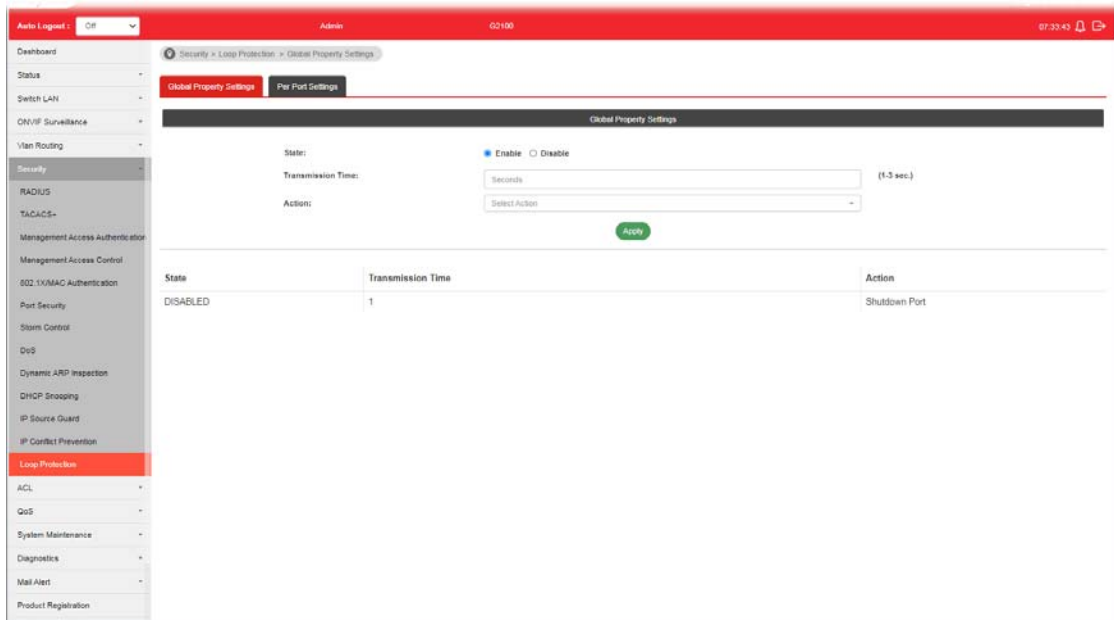 Auto Logout : Off Admin G2100 07:33:43
Dashboard
Status
Switch LAN
ONVIF Surveillance
Vlan Routing
Security
RADIUS
TACACS+
Management Access Authentication
Management Access Control
802.1X/MAC Authentication
Port Security
Storm Control
DoS
Dynamic ARP Inspection
DHCP Snooping
IP Source Guard
IP Conflict Prevention
Loop Protection
ACL
QoS
System Maintenance
Diagnostics
Mail Alert
Product Registration
Security > Loop Protection > Global Property Settings
Global Property Settings Per Port Settings
Global Property Settings
State: Enable Disable
Transmission Time: Seconds (1-3 sec.)
Action: Select Action
Apply
State Transmission Time Action
DISABLED 1 Shutdown Port